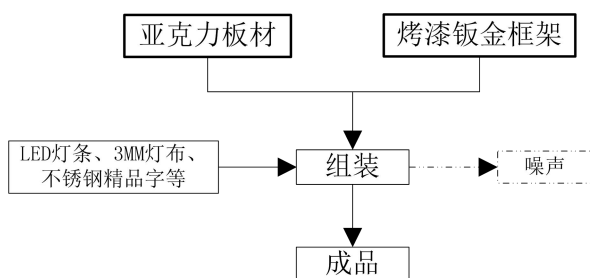 亚克力板材
烤漆钣金框架
LED灯条、3MM灯布、
不锈钢精品字等
组装
噪声
成品